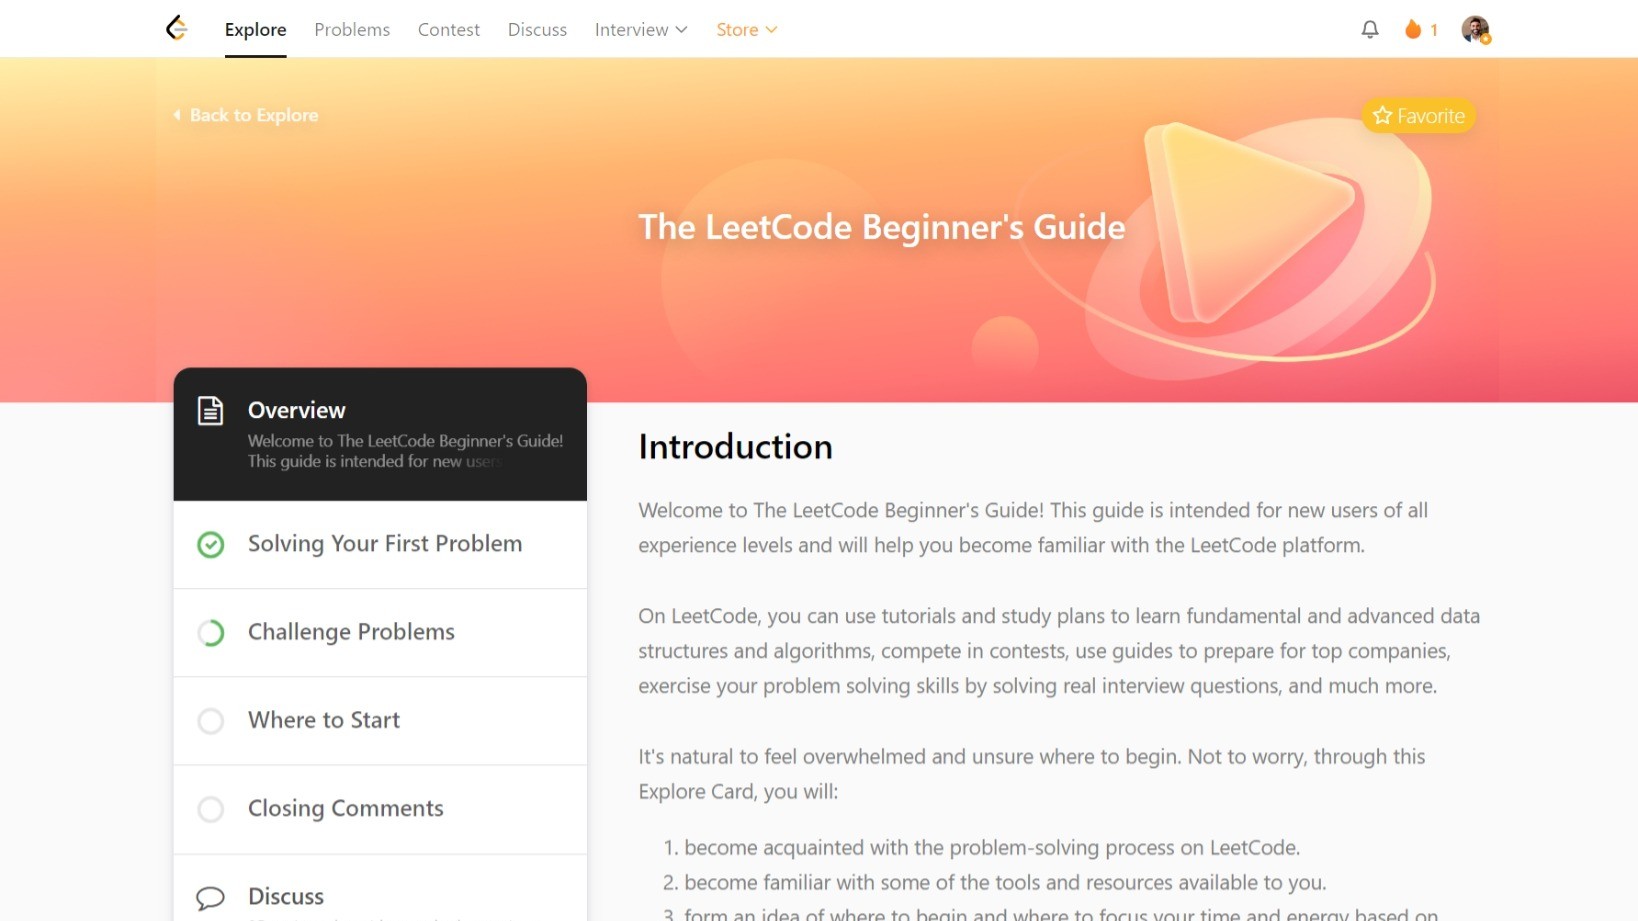 Explore
Problems
Contest
Discuss
Interview
Store
1
Back to Explore
Favorite
The LeetCode Beginner's Guide
Overview
Welcome to The LeetCode Beginner's Guide!
This guide is intended for new users
Solving Your First Problem
Challenge Problems
Where to Start
Closing Comments
Discuss
Introduction
Welcome to The LeetCode Beginner's Guide! This guide is intended for new users of all
experience levels and will help you become familiar with the LeetCode platform.
On LeetCode, you can use tutorials and study plans to learn fundamental and advanced data
structures and algorithms, compete in contests, use guides to prepare for top companies,
exercise your problem solving skills by solving real interview questions, and much more.
It's natural to feel overwhelmed and unsure where to begin. Not to worry, through this
Explore Card, you will:
1. become acquainted with the problem-solving process on LeetCode.
2. become familiar with some of the tools and resources available to you.
3. form an idea of where to begin and where to focus your time and energy based on